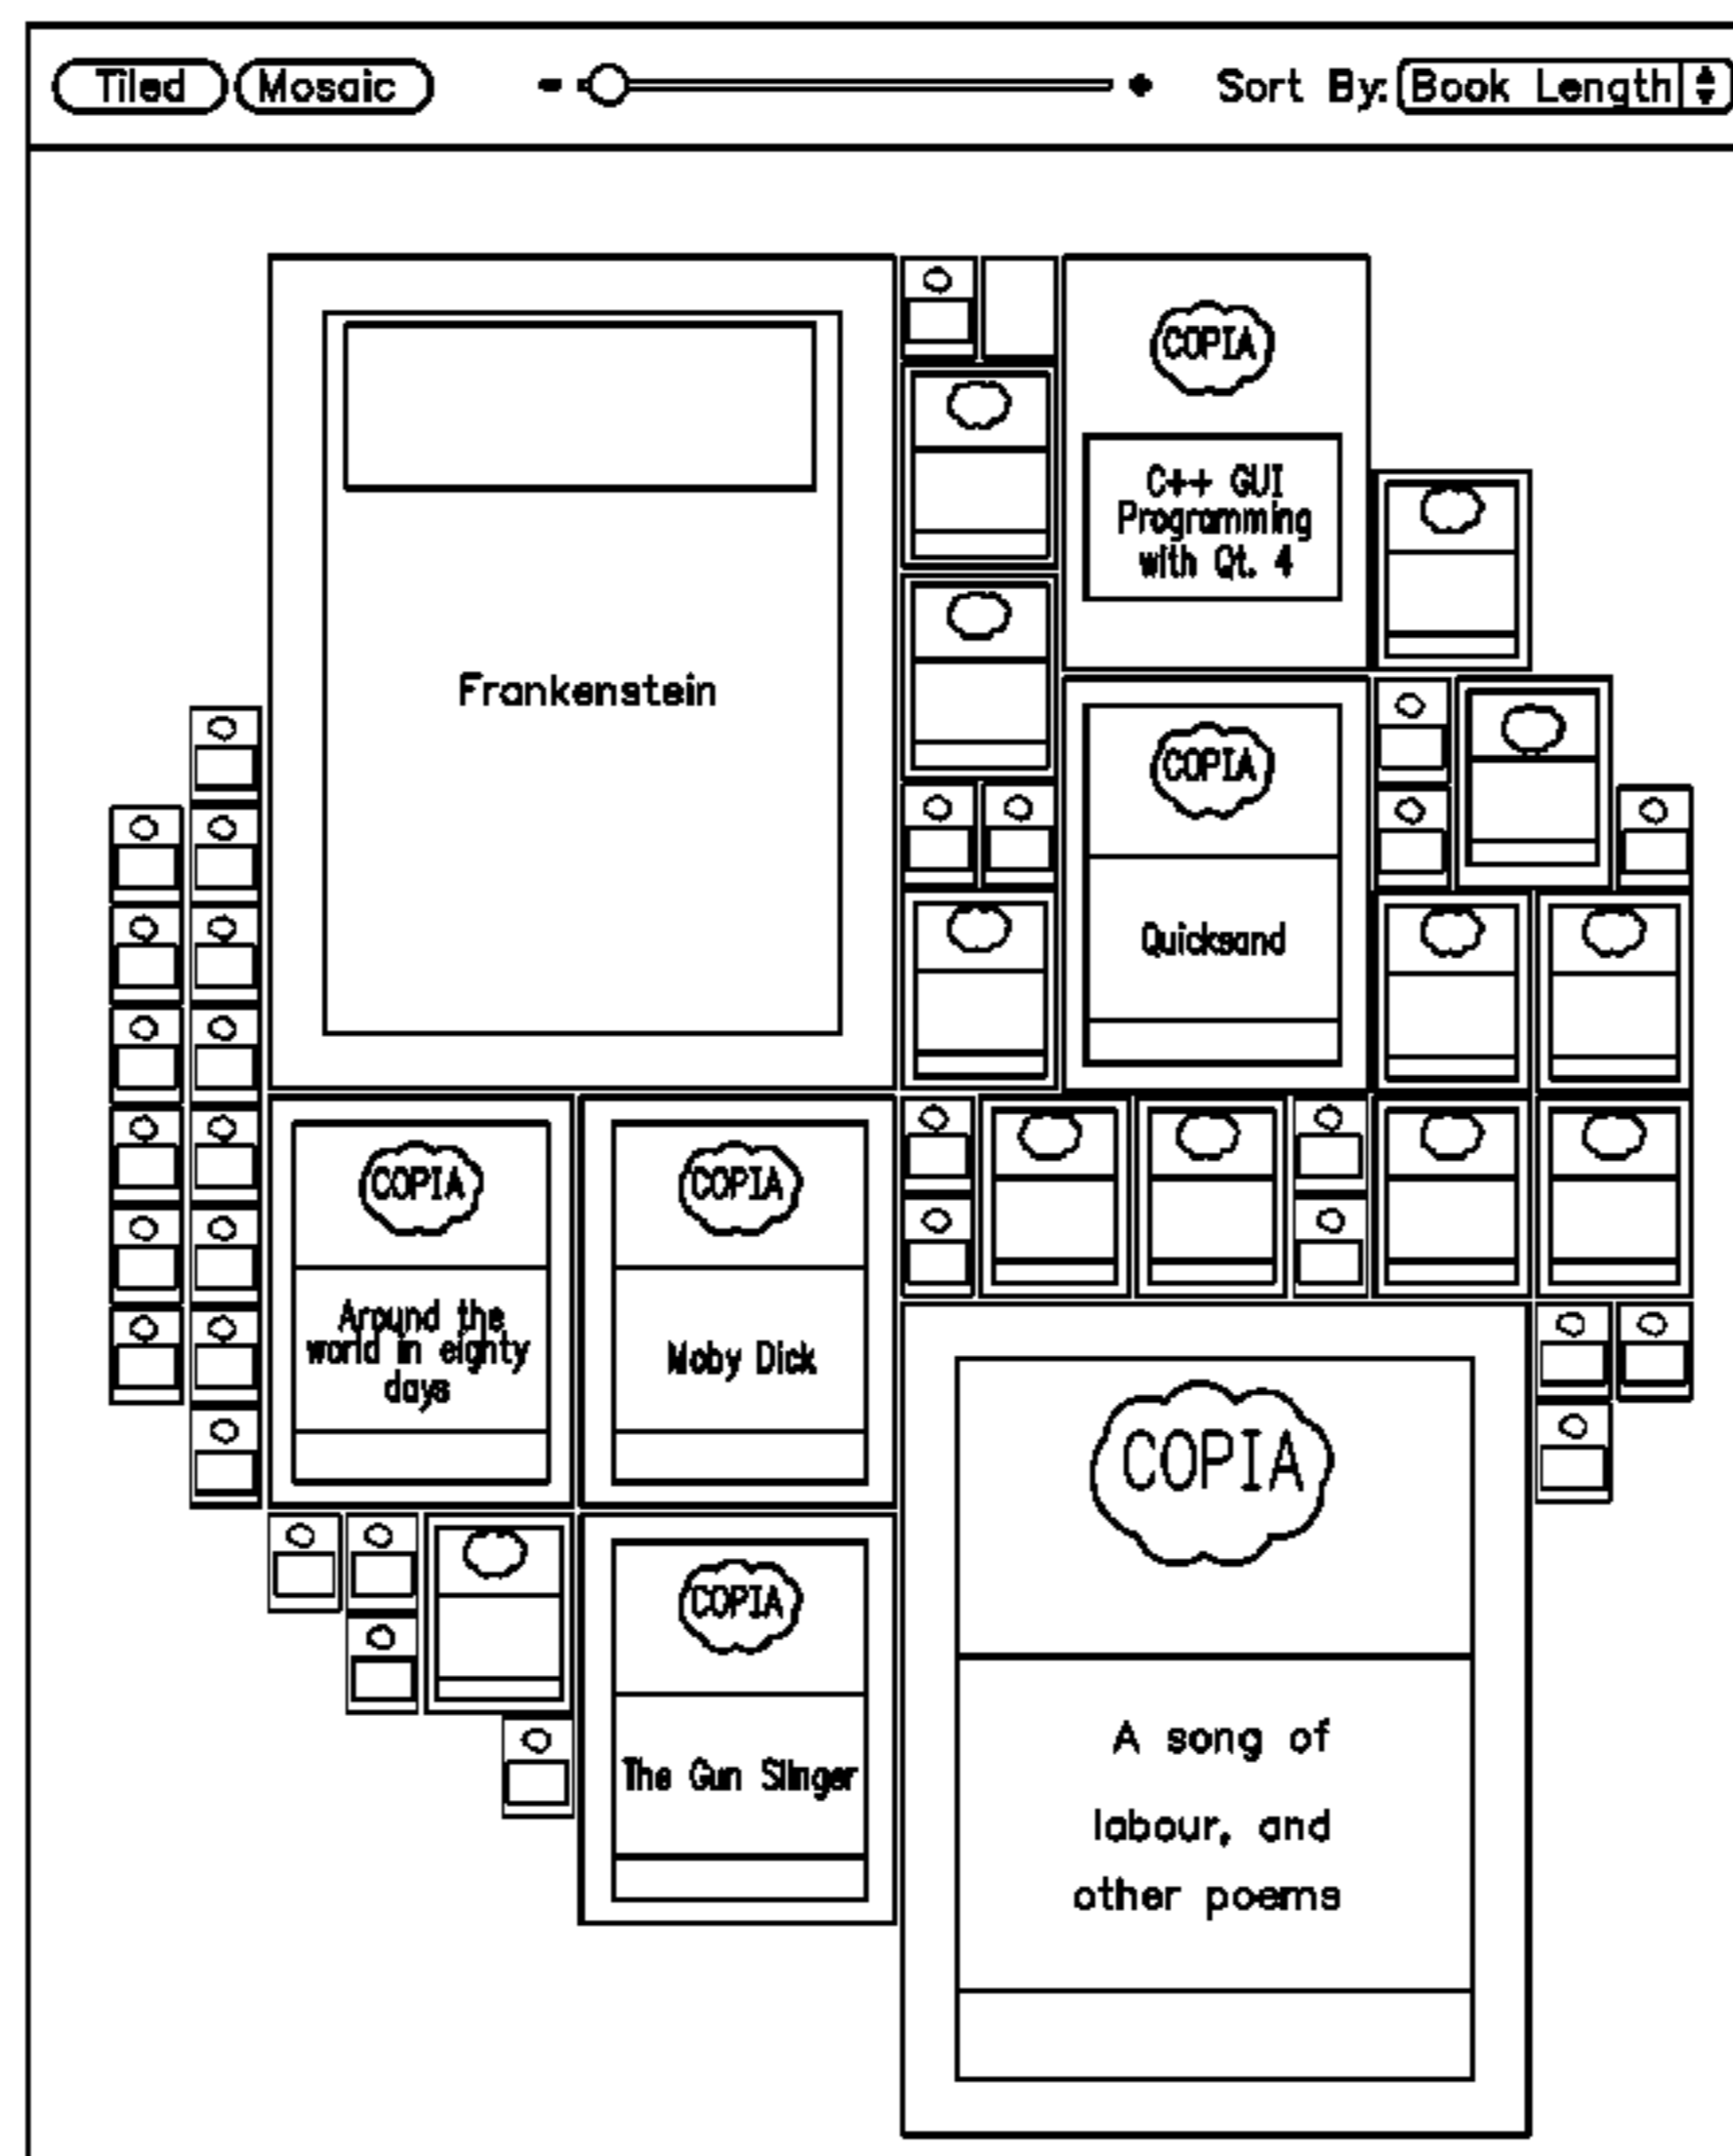 Tiled Mosaic - + Sort By: Book Length
COPIA
C++ GUI
Programming
with Qt. 4
Frankenstein
COPIA
Quicksand
COPIA
Around the
world in eighty
days
COPIA
Moby Dick
COPIA
The Gun Slinger
COPIA
A song of
labour, and
other poems